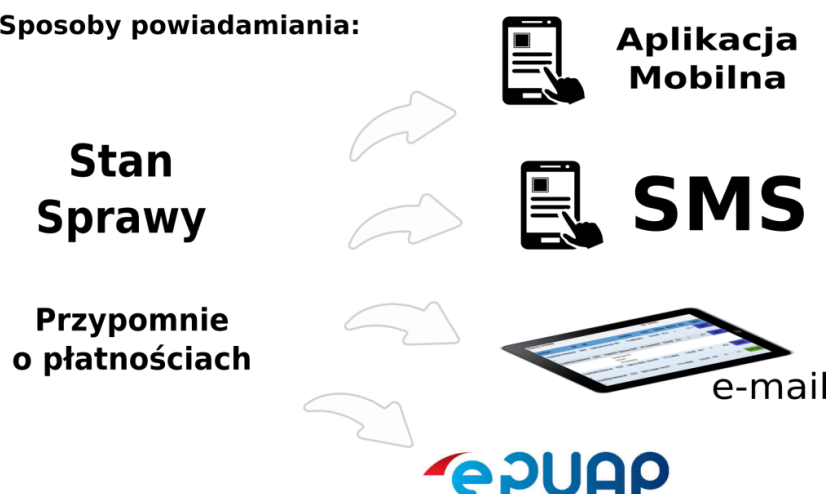 Sposoby powiadamiania:
Aplikacja
Mobilna
Stan
Sprawy
SMS
Przypomnie
o płatnościach
e-mail
ePUAP